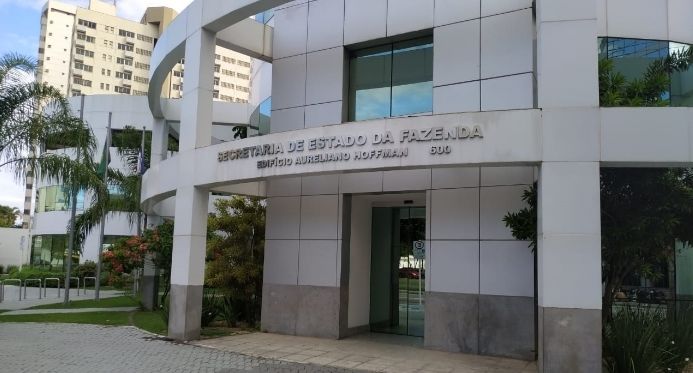 SECRETARIA DE ESTADO DA FAZENDA
EDIFÍCIO AURELIANO HOFFMAN 600